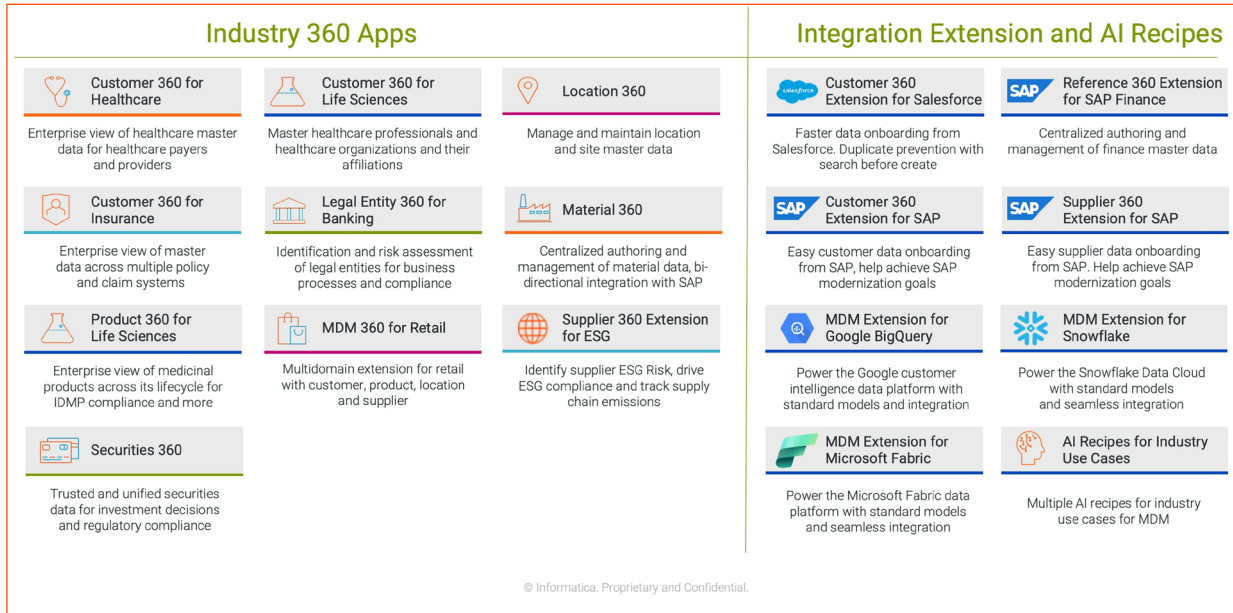 Industry 360 Apps
Customer 360 for
Healthcare
Enterprise view of healthcare master
data for healthcare payers
and providers
Customer 360 for
Life Sciences
Master healthcare professionals and
healthcare organizations and their
affiliations
Location 360
Manage and maintain location
and site master data
Customer 360 for
Insurance
Enterprise view of master
data across multiple policy
and claim systems
Legal Entity 360 for
Banking
Identification and risk assessment
of legal entities for business
processes and compliance
Material 360
Centralized authoring and
management of material data, bi-
directional integration with SAP
Product 360 for
Life Sciences
Enterprise view of medicinal
products across its lifecycle for
IDMP compliance and more
MDM 360 for Retail
Multidomain extension for retail
with customer, product, location
and supplier
Supplier 360 Extension
for ESG
Identify supplier ESG Risk, drive
ESG compliance and track supply
chain emissions
Securities 360
Trusted and unified securities
data for investment decisions
and regulatory compliance
Integration Extension and AI Recipes
salesforce
Customer 360
Extension for Salesforce
Faster data onboarding from
Salesforce. Duplicate prevention with
search before create
SAP
Reference 360 Extension
for SAP Finance
Centralized authoring and
management of finance master data
SAP
Customer 360
Extension for SAP
Easy customer data onboarding
from SAP, help achieve SAP
modernization goals
SAP
Supplier 360
Extension for SAP
Easy supplier data onboarding
from SAP. Help achieve SAP
modernization goals
MDM Extension for
Google BigQuery
Power the Google customer
intelligence data platform with
standard models and integration
MDM Extension for
Snowflake
Power the Snowflake Data Cloud
with standard models
and seamless integration
MDM Extension for
Microsoft Fabric
Power the Microsoft Fabric data
platform with standard models
and seamless integration
AI Recipes for Industry
Use Cases
Multiple AI recipes for industry
use cases for MDM
© Informatica. Proprietary and Confidential.